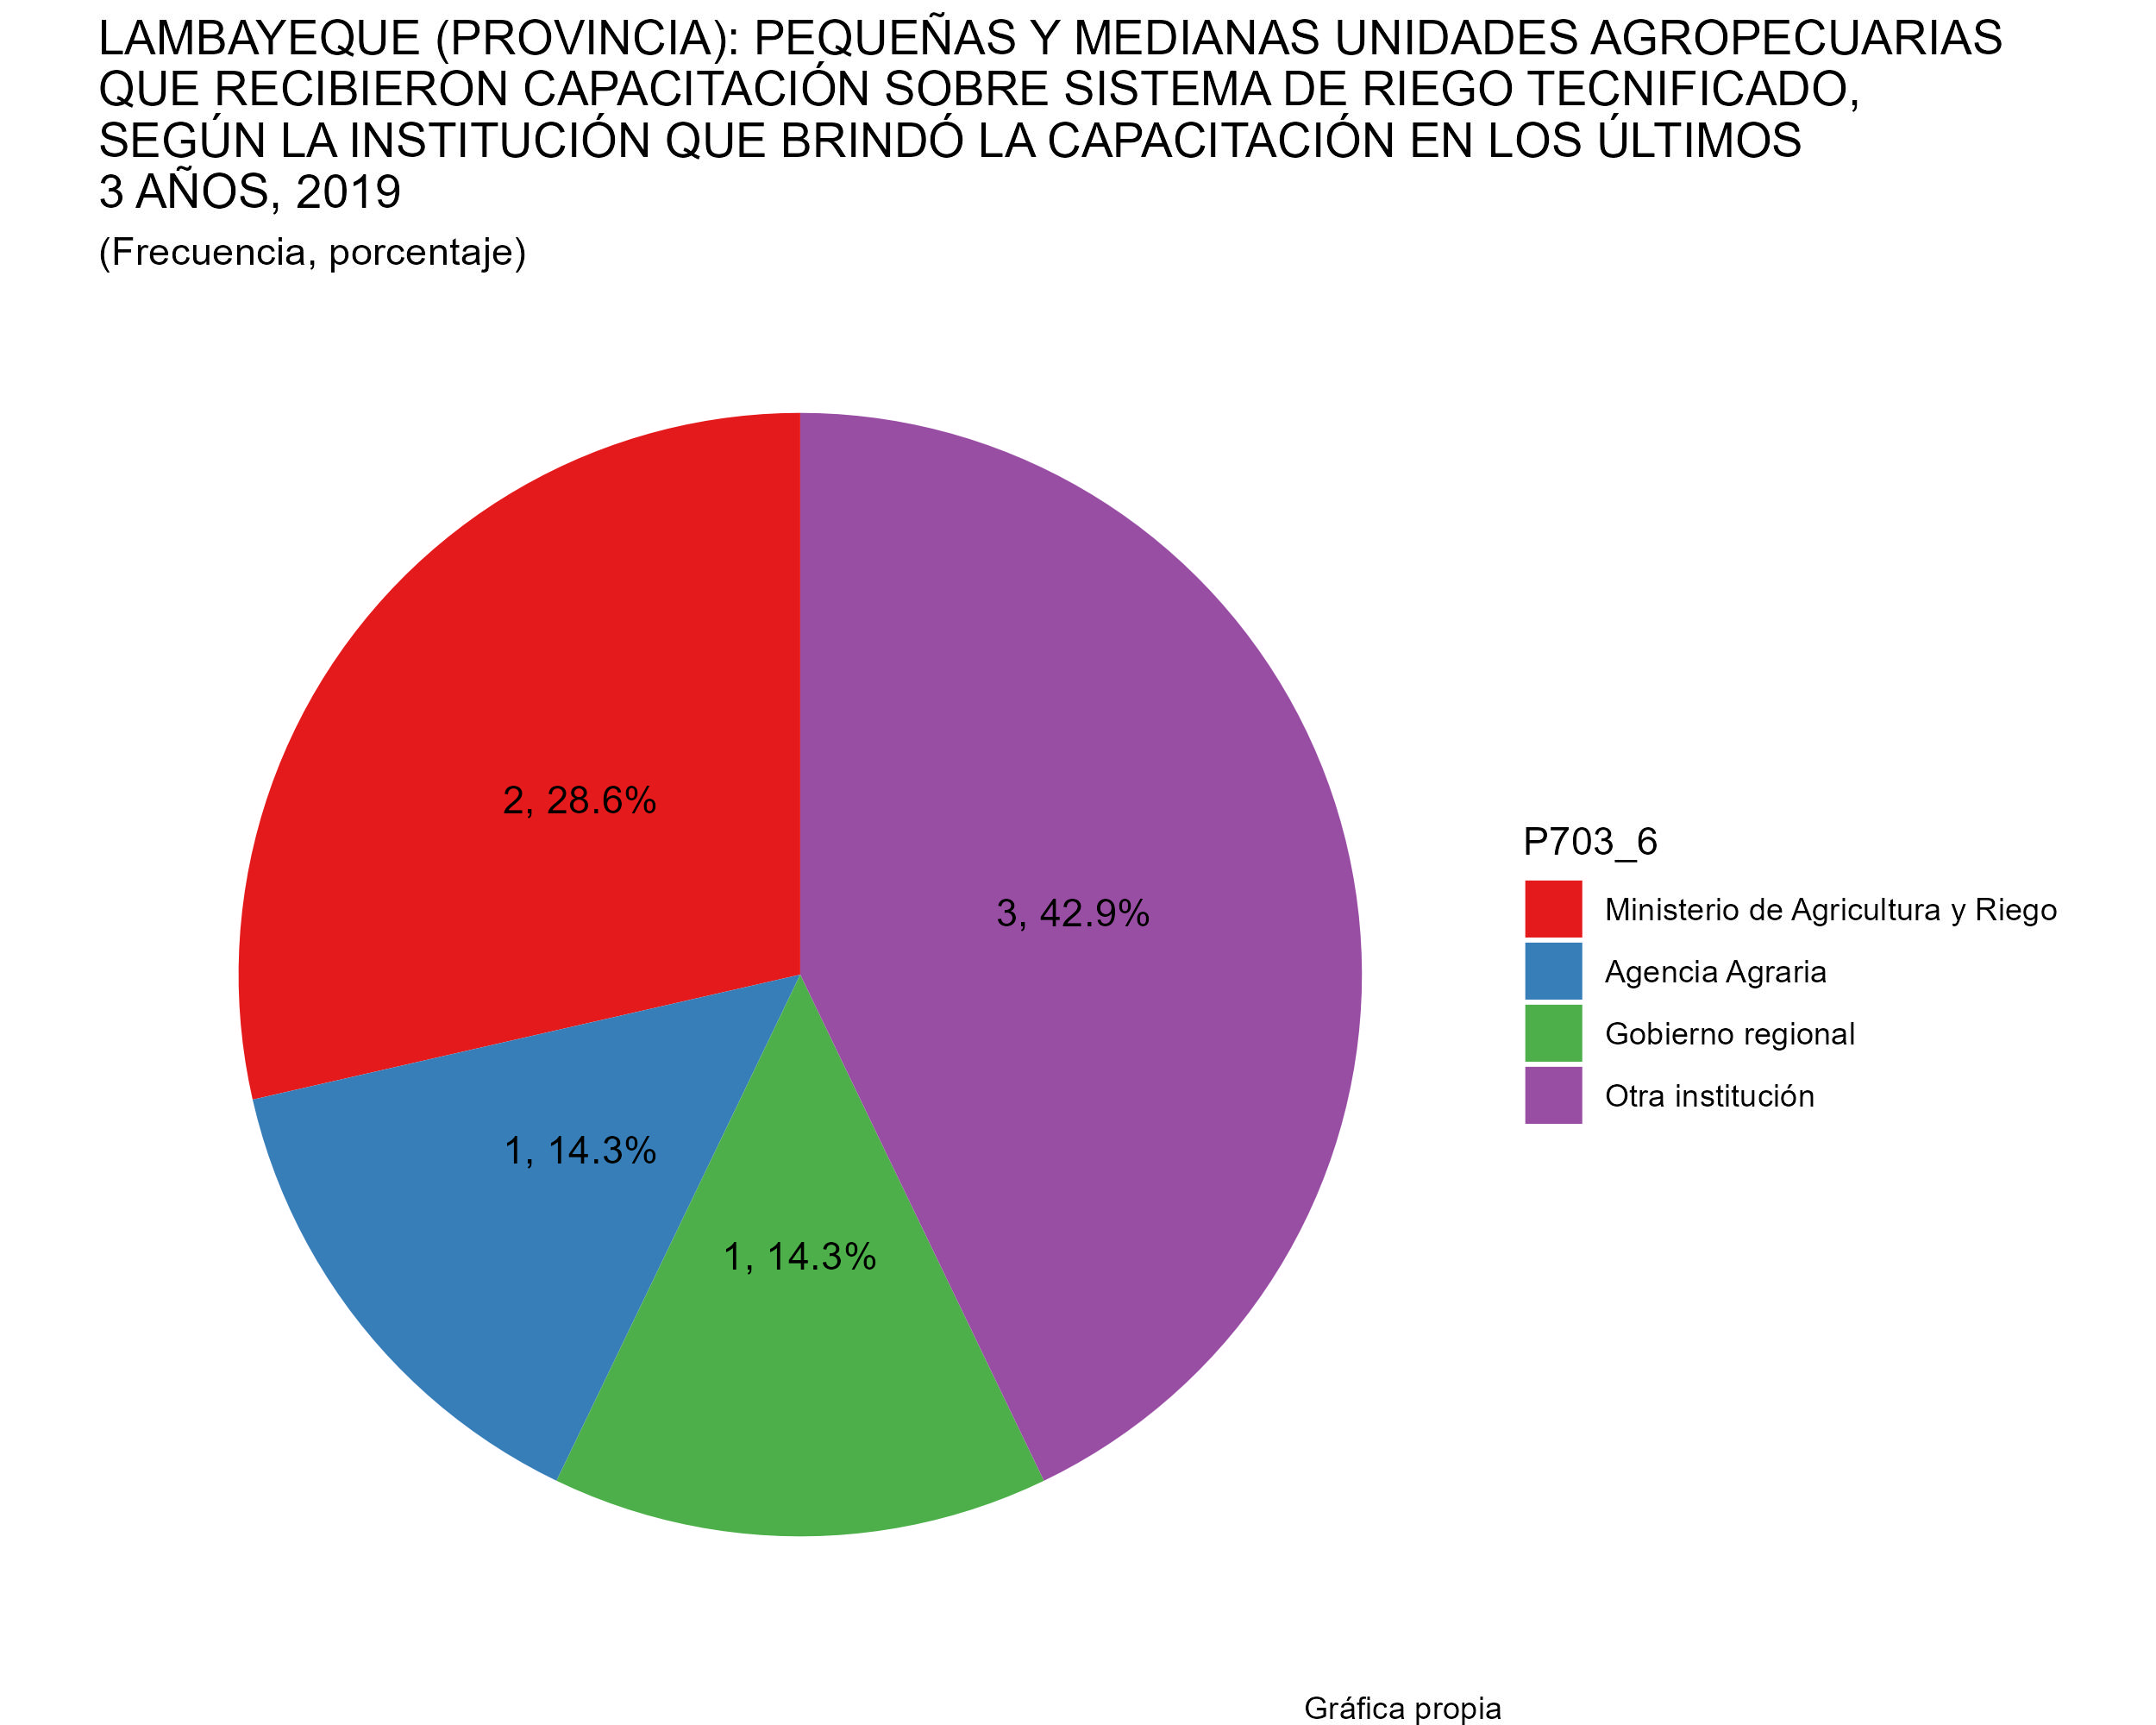 LAMBAYEQUE (PROVINCIA): PEQUEÑAS Y MEDIANAS UNIDADES AGROPECUARIAS
QUE RECIBIERON CAPACITACIÓN SOBRE SISTEMA DE RIEGO TECNIFICADO,
SEGÚN LA INSTITUCIÓN QUE BRINDÓ LA CAPACITACIÓN EN LOS ÚLTIMOS
3 AÑOS, 2019
(Frecuencia, porcentaje)
2, 28.6%
3, 42.9%
1, 14.3%
1, 14.3%
P703_6
Ministerio de Agricultura y Riego
Agencia Agraria
Gobierno regional
Otra institución
Gráfica propia